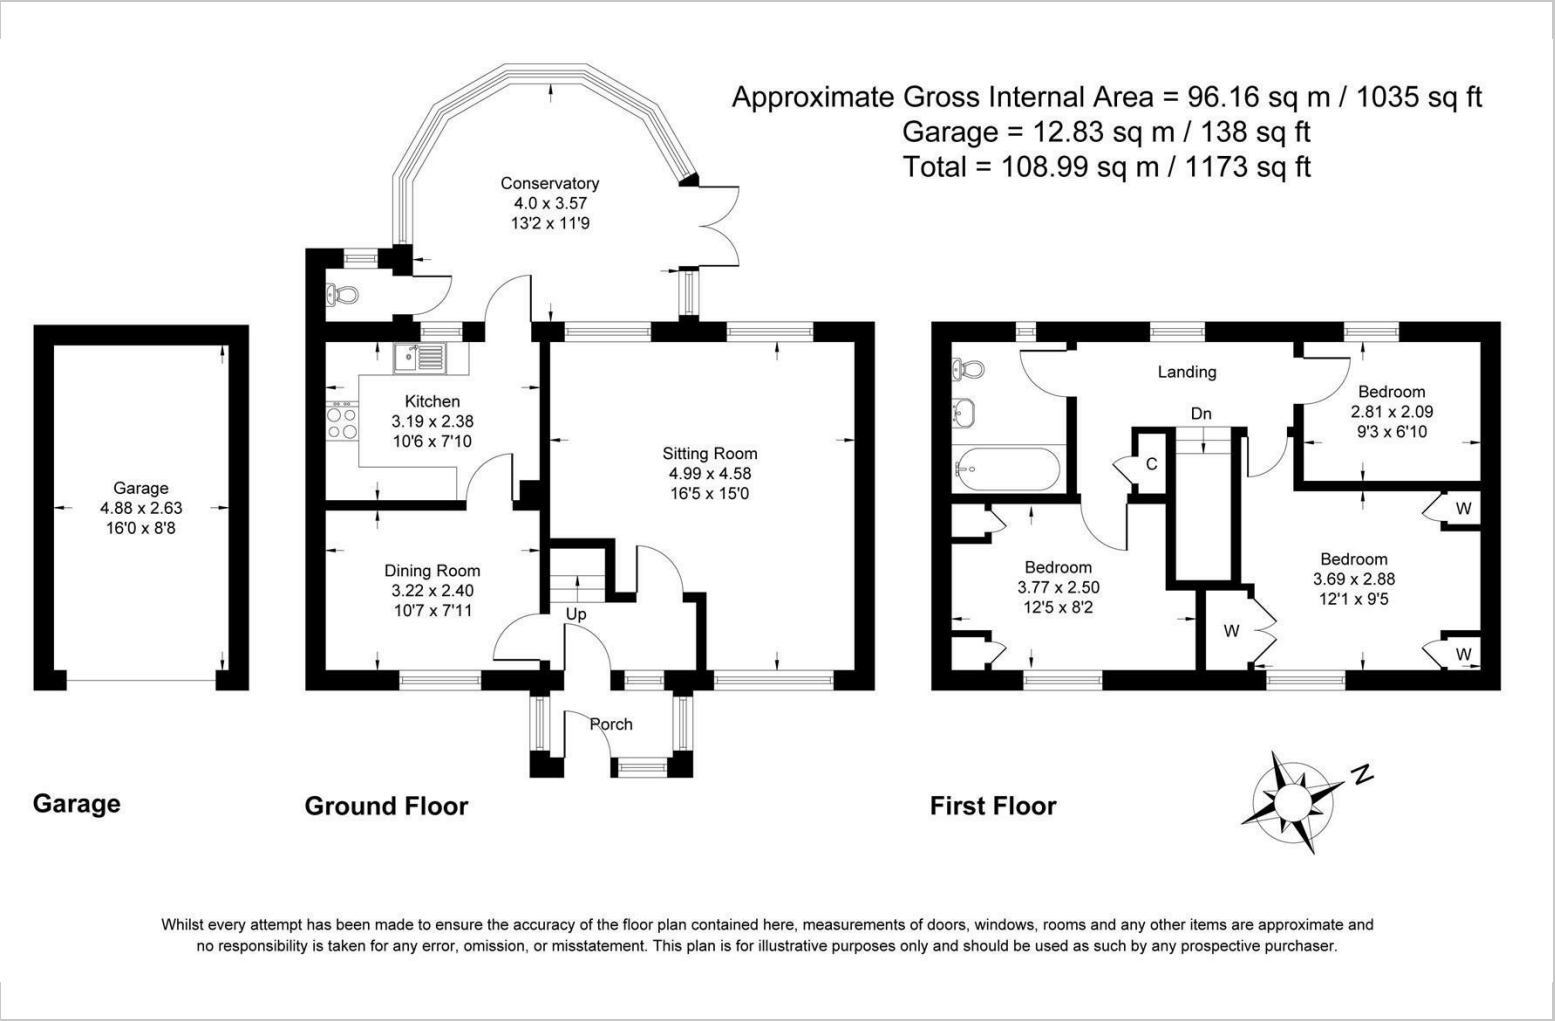 Approximate Gross Internal Area = 96.16 sq m / 1035 sq ft
Garage = 12.83 sq m / 138 sq ft
Total = 108.99 sq m / 1173 sq ft
Conservatory
4.0 x 3.57
13'2 x 11'9
Kitchen
3.19 x 2.38
10'6 x 7'10
Sitting Room
4.99 x 4.58
16'5 x 15'0
Garage
4.88 x 2.63
16'0 x 8'8
Dining Room
3.22 x 2.40
10'7 x 7'11
Up
Porch
Landing
Dn
C
Bedroom
2.81 x 2.09
9'3 x 6'10
W
Bedroom
3.77 x 2.50
12'5 x 8'2
Bedroom
3.69 x 2.88
12'1 x 9'5
W
W
N
Garage
Ground Floor
First Floor
Whilst every attempt has been made to ensure the accuracy of the floor plan contained here, measurements of doors, windows, rooms and any other items are approximate and
no responsibility is taken for any error, omission, or misstatement. This plan is for illustrative purposes only and should be used as such by any prospective purchaser.